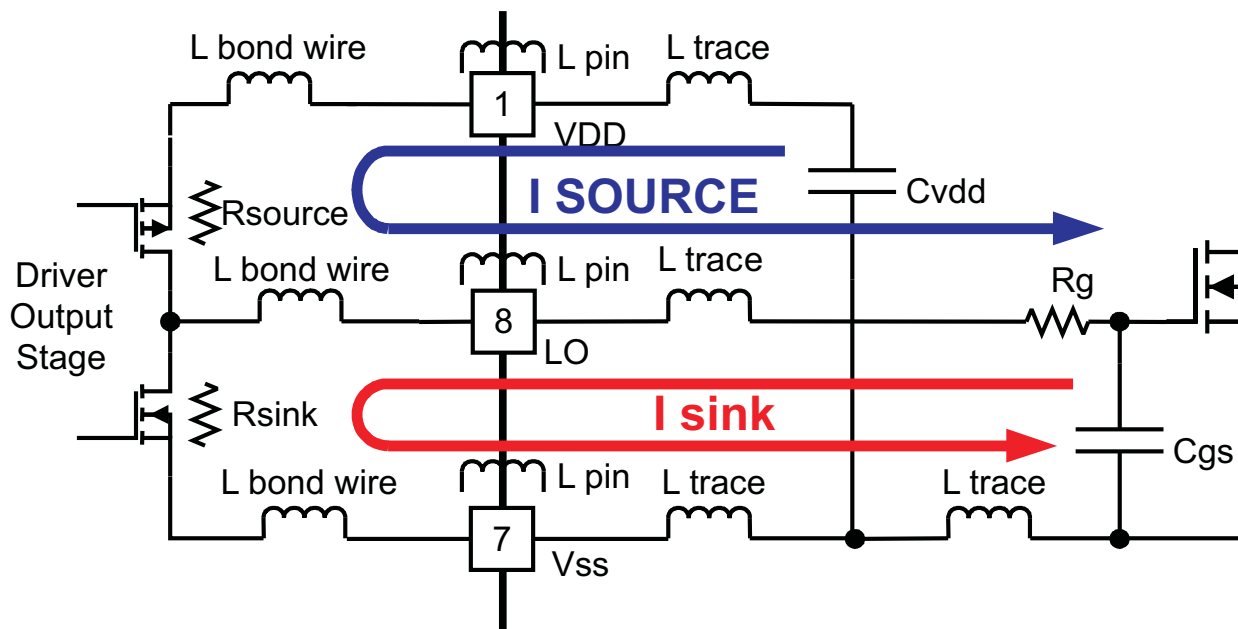 L bond wire
L pin
L trace
1
VDD
I SOURCE
Cvdd
Rsource
L bond wire
L pin
L trace
Driver
Output
Stage
Rg
8
LO
Rsink
I sink
Cgs
L bond wire
L pin
L trace
L trace
7
Vss